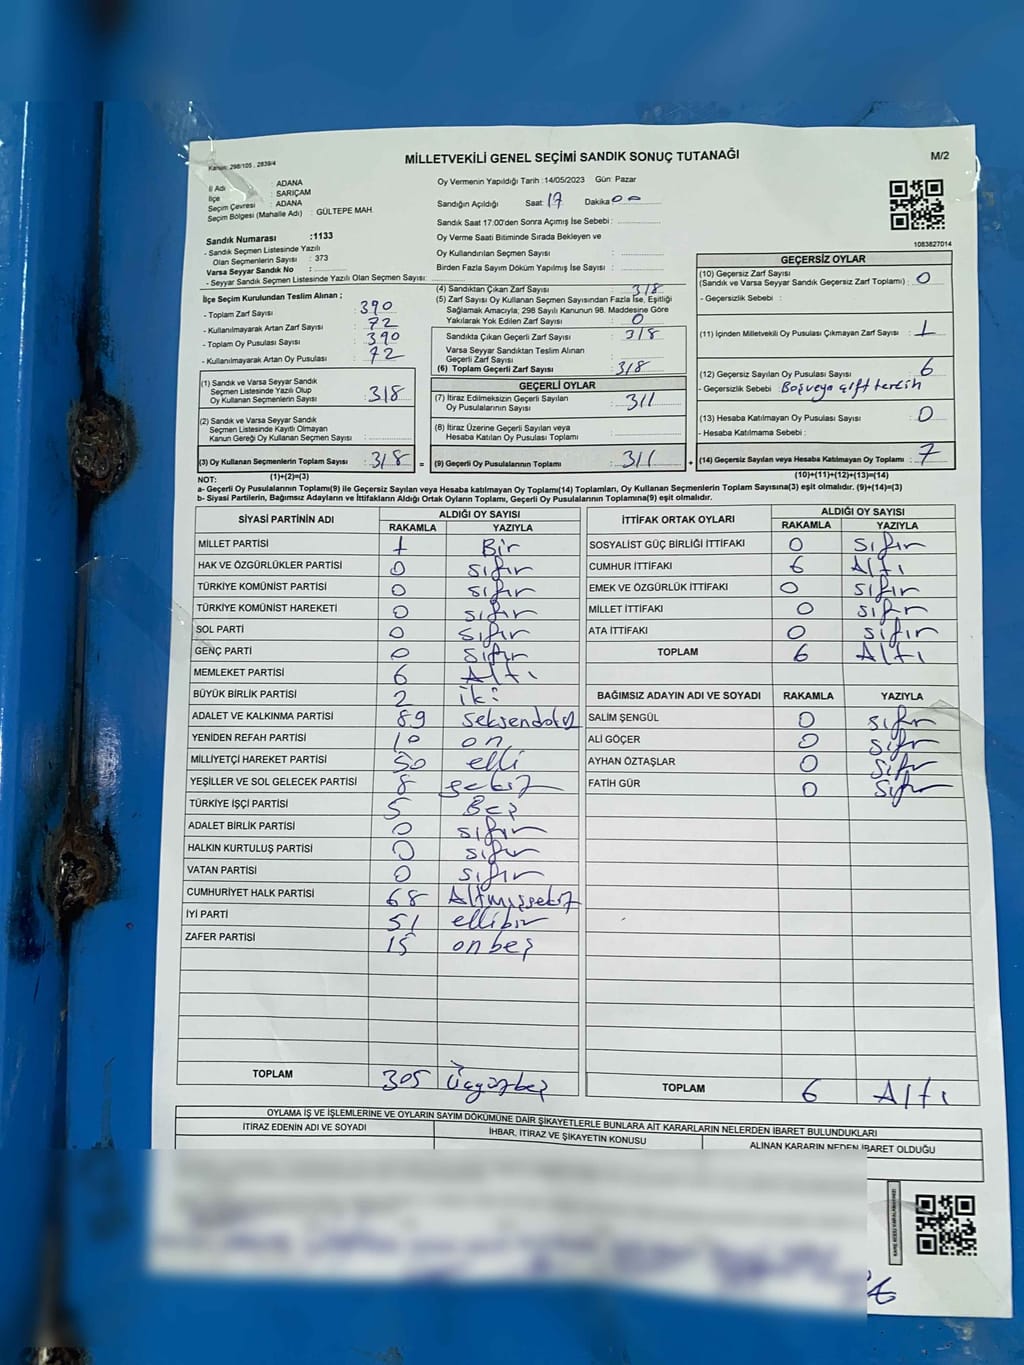 MİLLETVEKİLİ GENEL SEÇİMİ SANDIK SONUÇ TUTANAĞI
M/2
Kanun: 298/105 , 2839/4
İl Adı : ADANA
İlçe : SARIÇAM
Seçim Çevresi : ADANA
Seçim Bölgesi (Mahalle Adı) : GÜLTEPE MAH.
Oy Vermenin Yapıldığı Tarih :14/05/2023 Gün: Pazar
Sandığın Açıldığı Saat: 17 Dakika 00
Sandık Saat 17:00'den Sonra Açılmış İse Sebebi :
Oy Verme Saati Bitiminde Sırada Bekleyen ve
Oy Kullandırılan Seçmen Sayısı :
Birden Fazla Sayım Döküm Yapılmış İse Sayısı :
1083827014
Sandık Numarası :1133
- Sandık Seçmen Listesinde Yazılı
Olan Seçmenlerin Sayısı : 373
Varsa Seyyar Sandık No :
- Seyyar Sandık Seçmen Listesinde Yazılı Olan Seçmen Sayısı:
İlçe Seçim Kurulundan Teslim Alınan ;
- Toplam Zarf Sayısı : 390
- Kullanılmayarak Artan Zarf Sayısı : 72
- Toplam Oy Pusulası Sayısı : 390
- Kullanılmayarak Artan Oy Pusulası : 72
(1) Sandık ve Varsa Seyyar Sandık
Seçmen Listesinde Yazılı Olup
Oy Kullanan Seçmenlerin Sayısı : 318
(2) Sandık ve Varsa Seyyar Sandık
Seçmen Listesinde Kayıtlı Olmayan
Kanun Gereği Oy Kullanan Seçmen Sayısı :
(3) Oy Kullanan Seçmenlerin Toplam Sayısı : 318 =
(1)+(2)=(3)
(4) Sandıktan Çıkan Zarf Sayısı : 318
(5) Zarf Sayısı Oy Kullanan Seçmen Sayısından Fazla İse, Eşitliği
Sağlamak Amacıyla; 298 Sayılı Kanunun 98. Maddesine Göre
Yakılarak Yok Edilen Zarf Sayısı : 0
Sandıkta Çıkan Geçerli Zarf Sayısı : 318
Varsa Seyyar Sandıktan Teslim Alınan
Geçerli Zarf Sayısı :
(6) Toplam Geçerli Zarf Sayısı : 318
GEÇERLİ OYLAR
(7) İtiraz Edilmeksizin Geçerli Sayılan
Oy Pusulalarının Sayısı : 311
(8) İtiraz Üzerine Geçerli Sayılan veya
Hesaba Katılan Oy Pusulası Toplamı :
(9) Geçerli Oy Pusulalarının Toplamı : 311 +
GEÇERSİZ OYLAR
(10) Geçersiz Zarf Sayısı
(Sandık ve Varsa Seyyar Sandık Geçersiz Zarf Toplamı) : 0
- Geçersizlik Sebebi :
(11) İçinden Milletvekili Oy Pusulası Çıkmayan Zarf Sayısı : 1
(12) Geçersiz Sayılan Oy Pusulası Sayısı : 6
- Geçersizlik Sebebi : Boş veya çift tercih
(13) Hesaba Katılmayan Oy Pusulası Sayısı : 0
- Hesaba Katılmama Sebebi :
(14) Geçersiz Sayılan veya Hesaba Katılmayan Oy Toplamı : 7
(10)+(11)+(12)+(13)=(14)
NOT:
a- Geçerli Oy Pusulalarının Toplamı(9) ile Geçersiz Sayılan veya Hesaba katılmayan Oy Toplamı(14) Toplamları, Oy Kullanan Seçmenlerin Toplam Sayısına(3) eşit olmalıdır. (9)+(14)=(3)
b- Siyasi Partilerin, Bağımsız Adayların ve İttifakların Aldığı Ortak Oyların Toplamı, Geçerli Oy Pusulalarının Toplamına(9) eşit olmalıdır.
SİYASİ PARTİNİN ADI
ALDIĞI OY SAYISI
RAKAMLA YAZIYLA
MİLLET PARTİSİ 1 Bir
HAK VE ÖZGÜRLÜKLER PARTİSİ 0 sıfır
TÜRKİYE KOMÜNİST PARTİSİ 0 sıfır
TÜRKİYE KOMÜNİST HAREKETİ 0 sıfır
SOL PARTİ 0 sıfır
GENÇ PARTİ 0 sıfır
MEMLEKET PARTİSİ 6 Altı
BÜYÜK BİRLİK PARTİSİ 2 iki
ADALET VE KALKINMA PARTİSİ 89 seksendokuz
YENİDEN REFAH PARTİSİ 10 on
MİLLİYETÇİ HAREKET PARTİSİ 50 elli
YEŞİLLER VE SOL GELECEK PARTİSİ 8 sekiz
TÜRKİYE İŞÇİ PARTİSİ 5 Beş
ADALET BİRLİK PARTİSİ 0 sıfır
HALKIN KURTULUŞ PARTİSİ 0 sıfır
VATAN PARTİSİ 0 sıfır
CUMHURİYET HALK PARTİSİ 68 Altmışsekiz
İYİ PARTİ 51 ellibir
ZAFER PARTİSİ 15 onbeş
TOPLAM 305 Üçyüzbeş
İTTİFAK ORTAK OYLARI
ALDIĞI OY SAYISI
RAKAMLA YAZIYLA
SOSYALİST GÜÇ BİRLİĞİ İTTİFAKI 0 sıfır
CUMHUR İTTİFAKI 6 Altı
EMEK VE ÖZGÜRLÜK İTTİFAKI 0 sıfır
MİLLET İTTİFAKI 0 sıfır
ATA İTTİFAKI 0 sıfır
TOPLAM 6 Altı
BAĞIMSIZ ADAYIN ADI VE SOYADI RAKAMLA YAZIYLA
SALİM ŞENGÜL 0 sıfır
ALİ GÖÇER 0 sıfır
AYHAN ÖZTAŞLAR 0 sıfır
FATİH GÜR 0 sıfır
TOPLAM 6 Altı
OYLAMA İŞ VE İŞLEMLERİNE VE OYLARIN SAYIM DÖKÜMÜNE DAİR ŞİKAYETLERLE BUNLARA AİT KARARLARIN NELERDEN İBARET BULUNDUKLARI
İTİRAZ EDENİN ADI VE SOYADI
İHBAR, İTİRAZ VE ŞİKAYETİN KONUSU
ALINAN KARARIN NEDEN İBARET OLDUĞU